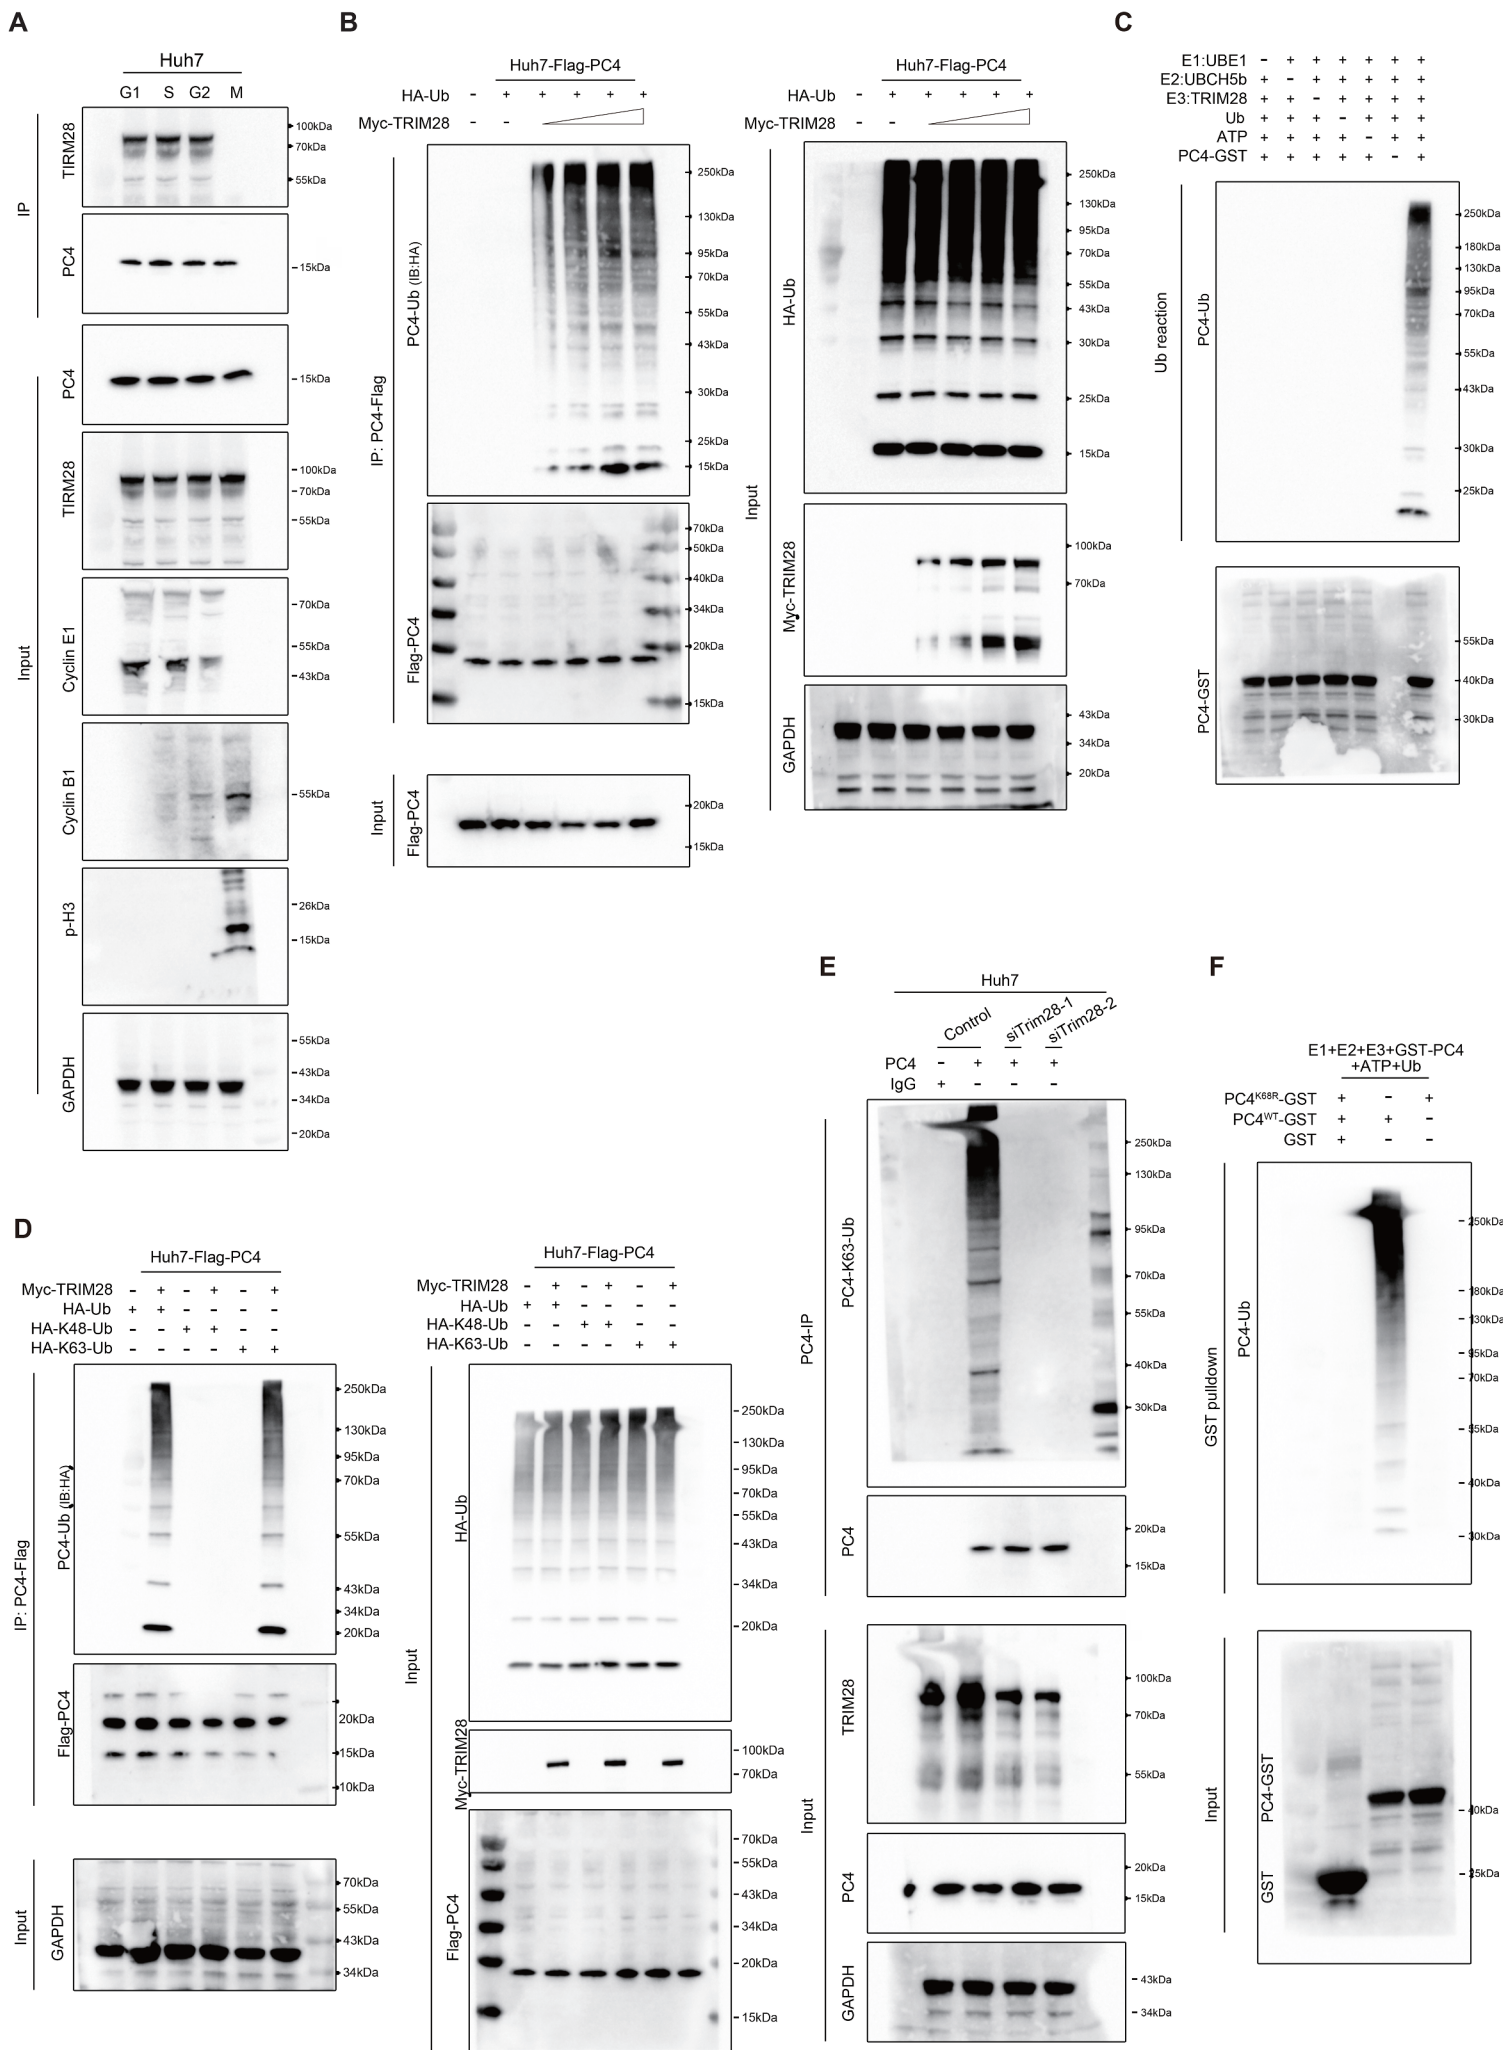 A
Huh7
G1 S G2 M
IP
TIRM28
100kDa
70kDa
55kDa
PC4
15kDa
Input
PC4
15kDa
TIRM28
100kDa
70kDa
55kDa
Cyclin E1
70kDa
55kDa
43kDa
Cyclin B1
55kDa
p-H3
26kDa
15kDa
GAPDH
55kDa
43kDa
34kDa
20kDa
B
Huh7-Flag-PC4
HA-Ub - + + + + +
Myc-TRIM28 - -
IP: PC4-Flag
PC4-Ub (IB:HA)
250kDa
130kDa
95kDa
70kDa
55kDa
43kDa
30kDa
25kDa
15kDa
Flag-PC4
70kDa
50kDa
40kDa
34kDa
20kDa
15kDa
Input
Flag-PC4
20kDa
15kDa
Huh7-Flag-PC4
HA-Ub - + + + + +
Myc-TRIM28 - -
Input
HA-Ub
250kDa
130kDa
95kDa
70kDa
55kDa
43kDa
30kDa
25kDa
15kDa
Myc-TRIM28
100kDa
70kDa
GAPDH
43kDa
34kDa
20kDa
C
E1:UBE1 - + + + + + +
E2:UBCH5b + - + + + + +
E3:TRIM28 + + - + + + +
Ub + + + - + + +
ATP + + + + - + +
PC4-GST + + + + + - +
Ub reaction
PC4-Ub
250kDa
180kDa
130kDa
95kDa
70kDa
55kDa
43kDa
30kDa
25kDa
PC4-GST
55kDa
40kDa
30kDa
D
Huh7-Flag-PC4
Myc-TRIM28 - + - + - +
HA-Ub + + - - - -
HA-K48-Ub - - + + - -
HA-K63-Ub - - - - + +
IP: PC4-Flag
PC4-Ub (IB:HA)
250kDa
130kDa
95kDa
70kDa
55kDa
43kDa
34kDa
20kDa
Flag-PC4
20kDa
15kDa
10kDa
Input
GAPDH
70kDa
55kDa
43kDa
34kDa
Huh7-Flag-PC4
Myc-TRIM28 - + - + - +
HA-Ub + + - - - -
HA-K48-Ub - - + + - -
HA-K63-Ub - - - - + +
Input
HA-Ub
250kDa
130kDa
95kDa
70kDa
55kDa
43kDa
34kDa
20kDa
Myc-TRIM28
100kDa
70kDa
Flag-PC4
70kDa
55kDa
43kDa
34kDa
20kDa
15kDa
E
Huh7
Control siTrim28-1 siTrim28-2
PC4 - + + +
IgG + - - -
PC4-IP
PC4-K63-Ub
250kDa
130kDa
95kDa
70kDa
55kDa
40kDa
30kDa
PC4
20kDa
15kDa
Input
TRIM28
100kDa
70kDa
55kDa
PC4
20kDa
15kDa
GAPDH
43kDa
34kDa
F
E1+E2+E3+GST-PC4
+ATP+Ub
PC4K68R-GST + - +
PC4WT-GST + + -
GST + - -
GST pulldown
PC4-Ub
250kDa
180kDa
130kDa
95kDa
70kDa
55kDa
40kDa
30kDa
Input
PC4-GST
GST
40kDa
25kDa